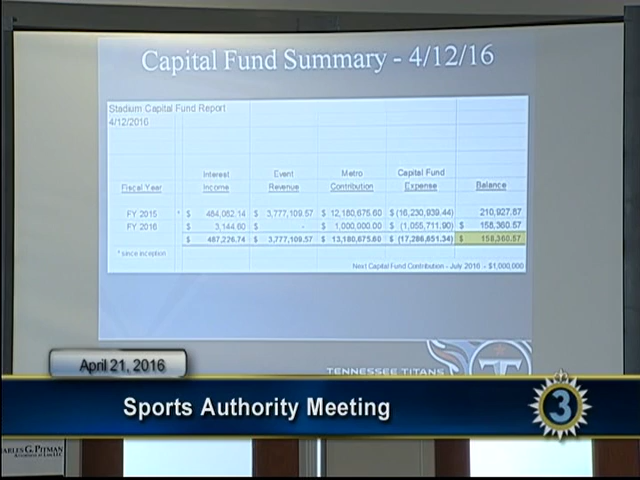 Capital Fund Summary - 4/12/16
Stadium Capital Fund Report
4/12/2016
Fiscal Year Interest Income Event Revenue Metro Contribution Capital Fund Expense Balance
FY 2015 * $ 484,082.14 $ 3,777,109.57 $ 12,180,675.60 $ (16,230,939.44) 210,927.87
FY 2016 $ 3,144.60 $ - $ 1,000,000.00 $ (1,055,711.90) $ 158,360.57
$ 487,226.74 $ 3,777,109.57 $ 13,180,675.60 $ (17,286,651.34) $ 158,360.57
* since inception
Next Capital Fund Contribution - July 2016 - $1,000,000
TENNESSEE TITANS
T
April 21, 2016
Sports Authority Meeting
3
CHARLES G. PITMAN